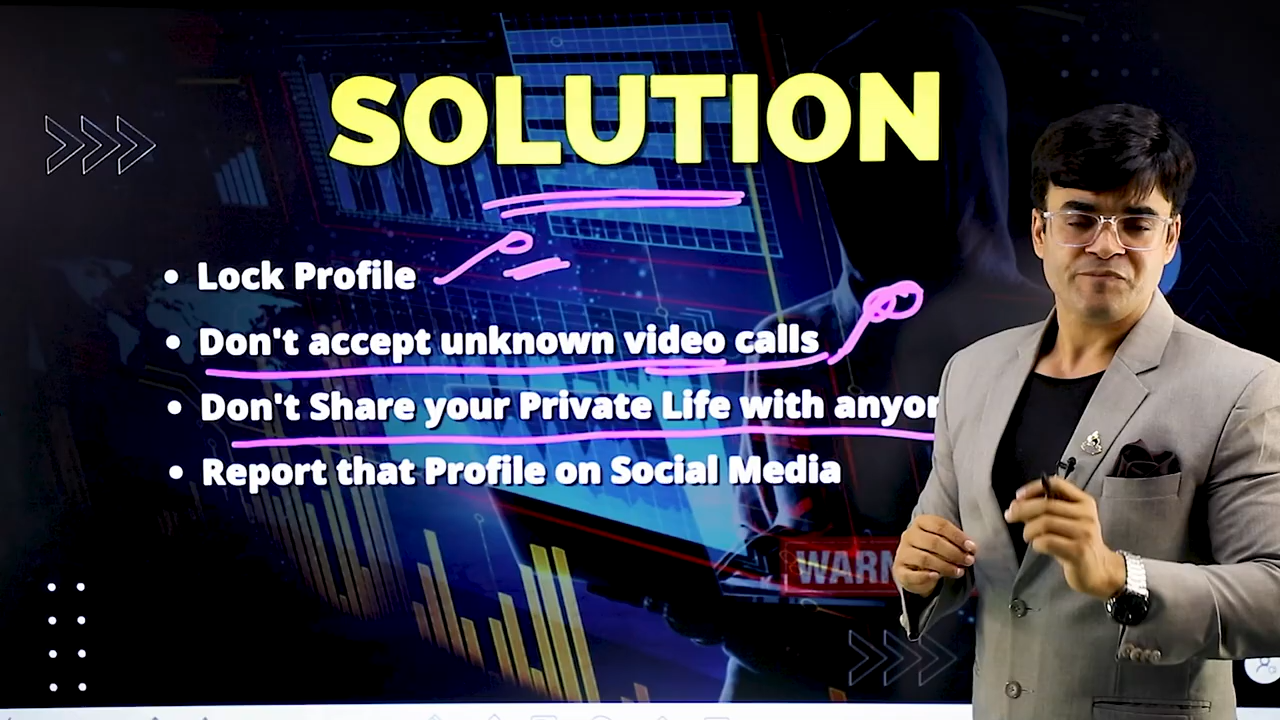 SOLUTION
• Lock Profile
• Don't accept unknown video calls
• Don't Share your Private Life with
• Report that Profile on Social Media